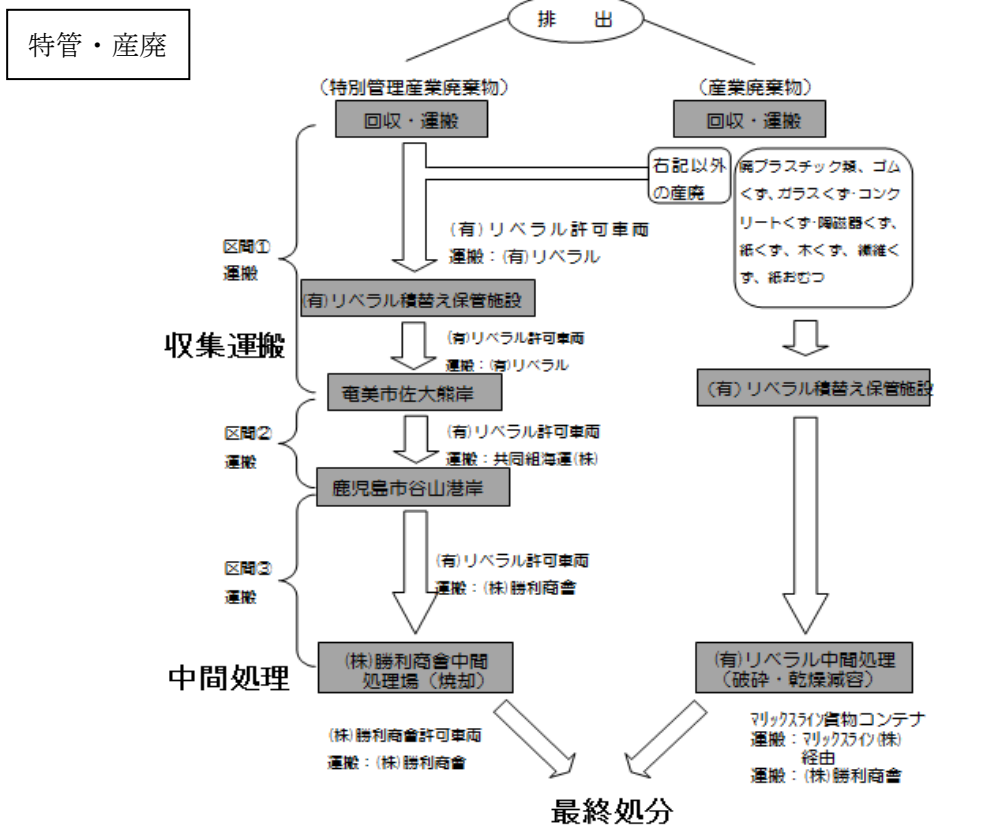 特管・産廃
排　出
（特別管理産業廃棄物）
（産業廃棄物）
回収・運搬
回収・運搬
右記以外
の産廃
廃プラスチック類、ゴム
くず、ガラスくず・コンク
リートくず・陶磁器くず、
紙くず、木くず、繊維く
ず、紙おむつ
(有)リベラル許可車両
運搬：(有)リベラル
区間①
運搬
(有)リベラル積替え保管施設
収集運搬
(有)リベラル許可車両
運搬：(有)リベラル
奄美市佐大熊岸
(有)リベラル積替え保管施設
区間②
運搬
(有)リベラル許可車両
運搬：共同組海運(株)
鹿児島市谷山港岸
区間③
運搬
(有)リベラル許可車両
運搬：(株)勝利商會
中間処理
(株)勝利商會中間
処理場（焼却）
(有)リベラル中間処理
（破砕・乾燥減容）
(株)勝利商會許可車両
運搬：(株)勝利商會
マリックスライン貨物コンテナ
運搬：マリックスライン(株)
経由
運搬：(株)勝利商會
最終処分